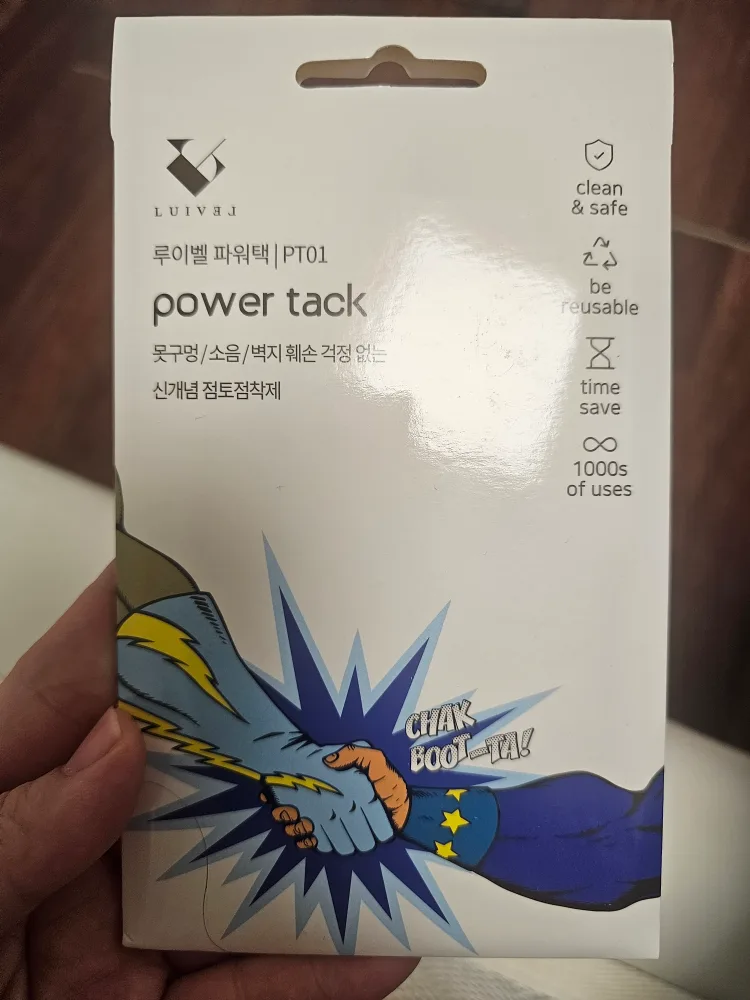 LUIVEL
루이벨 파워택 | PT01
power tack
못구멍/소음/벽지 훼손 걱정 없는
신개념 점토점착제
clean
& safe
be
reusable
time
save
1000s
of uses
CHAK
BOOT-TA!